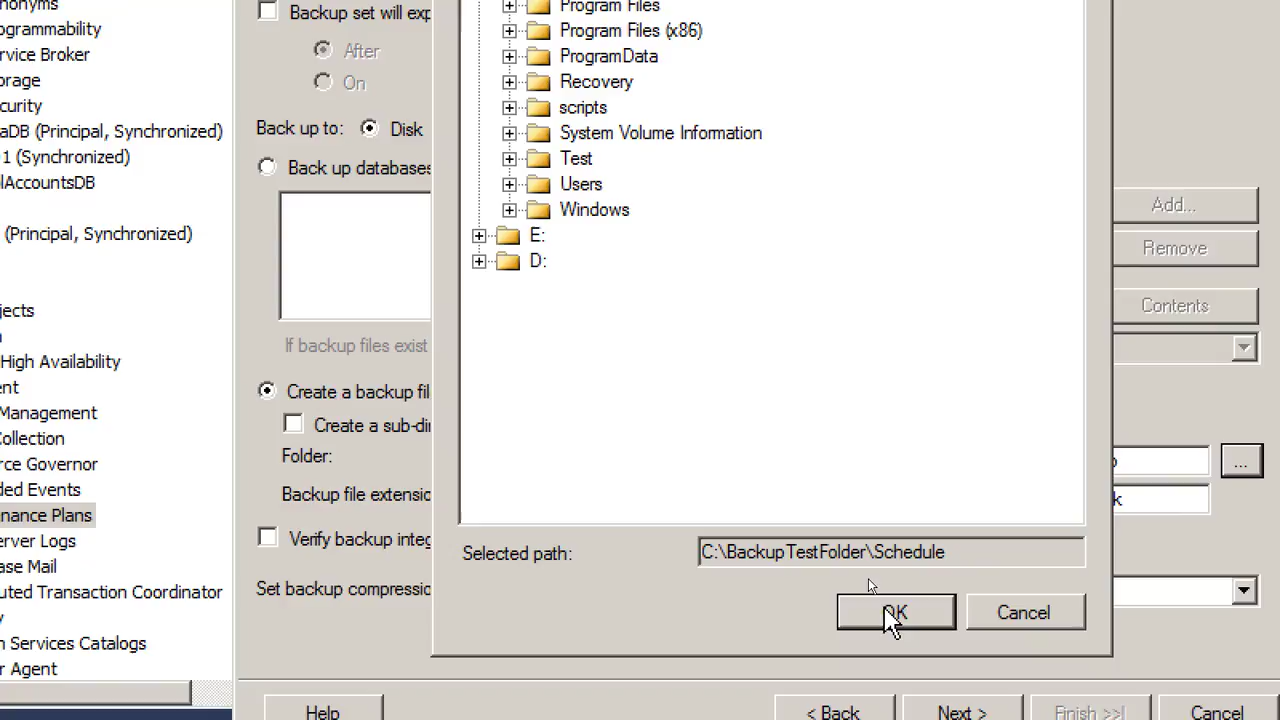 nonyms
ogrammability
rvice Broker
orage
curity
aDB (Principal, Synchronized)
1 (Synchronized)
lAccountsDB
(Principal, Synchronized)
jects
High Availability
ent
Management
Collection
rce Governor
ded Events
nance Plans
erver Logs
ase Mail
uted Transaction Coordinator
n Services Catalogs
r Agent
Backup set will exp
After
On
Back up to:
Disk
Back up databases
If backup files exist
Create a backup fil
Create a sub-di
Folder:
Backup file extensio
Verify backup integ
Set backup compressio
Program Files
Program Files (x86)
ProgramData
Recovery
scripts
System Volume Information
Test
Users
Windows
E:
D:
Selected path:
C:\BackupTestFolder\Schedule
OK
Cancel
Add...
Remove
Contents
...
k
Help
< Back
Next >
Finish >>|
Cancel